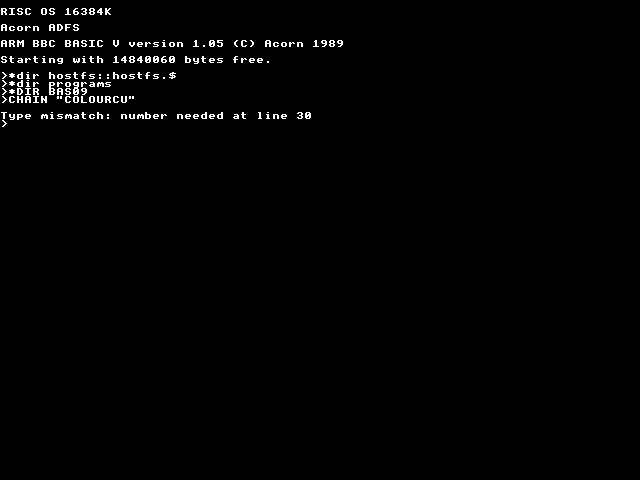 RISC OS 16384K
Acorn ADFS
ARM BBC BASIC V version 1.05 (C) Acorn 1989
Starting with 14840060 bytes free.
>*dir hostfs::hostfs.$
>*dir programs
>*DIR BAS09
>CHAIN "COLOURCU"
Type mismatch: number needed at line 30
>